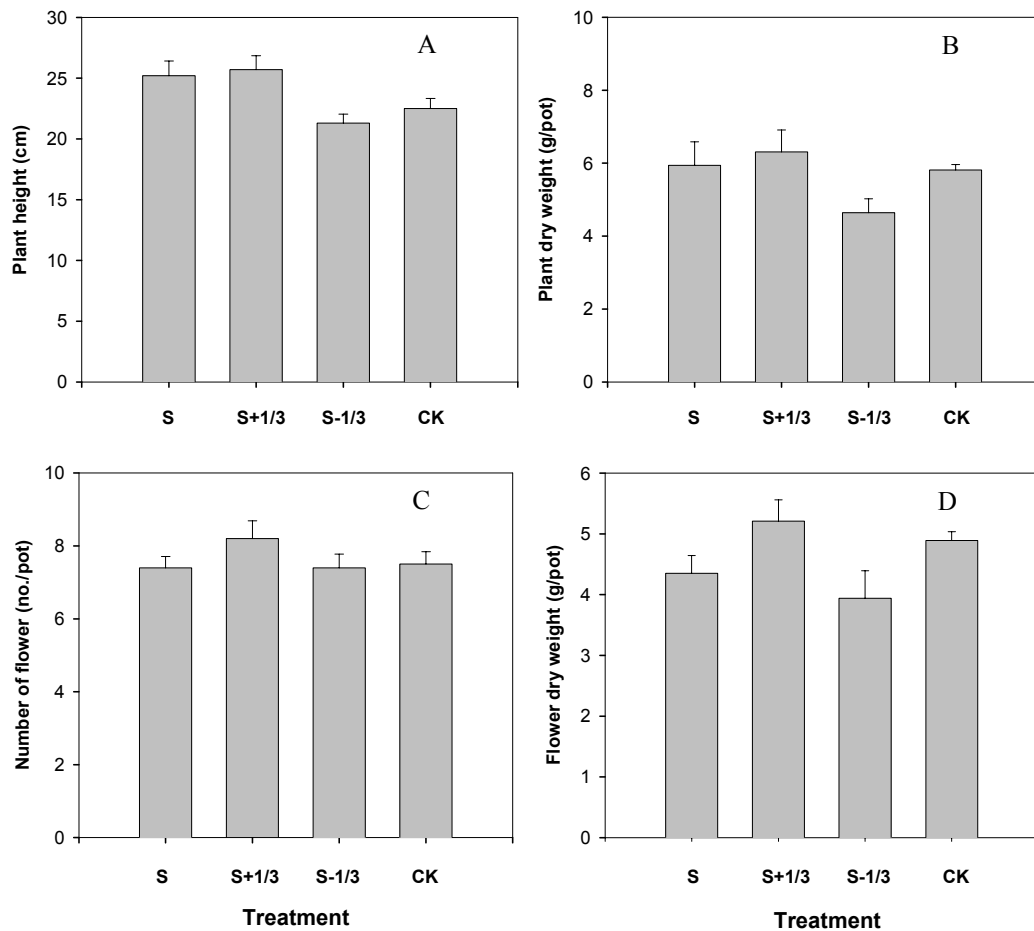 A
Plant height (cm)
30
25
20
15
10
5
0
S S+1/3 S-1/3 CK
B
Plant dry weight (g/pot)
10
8
6
4
2
0
S S+1/3 S-1/3 CK
C
Number of flower (no./pot)
10
8
6
4
2
0
S S+1/3 S-1/3 CK
Treatment
D
Flower dry weight (g/pot)
6
5
4
3
2
1
0
S S+1/3 S-1/3 CK
Treatment